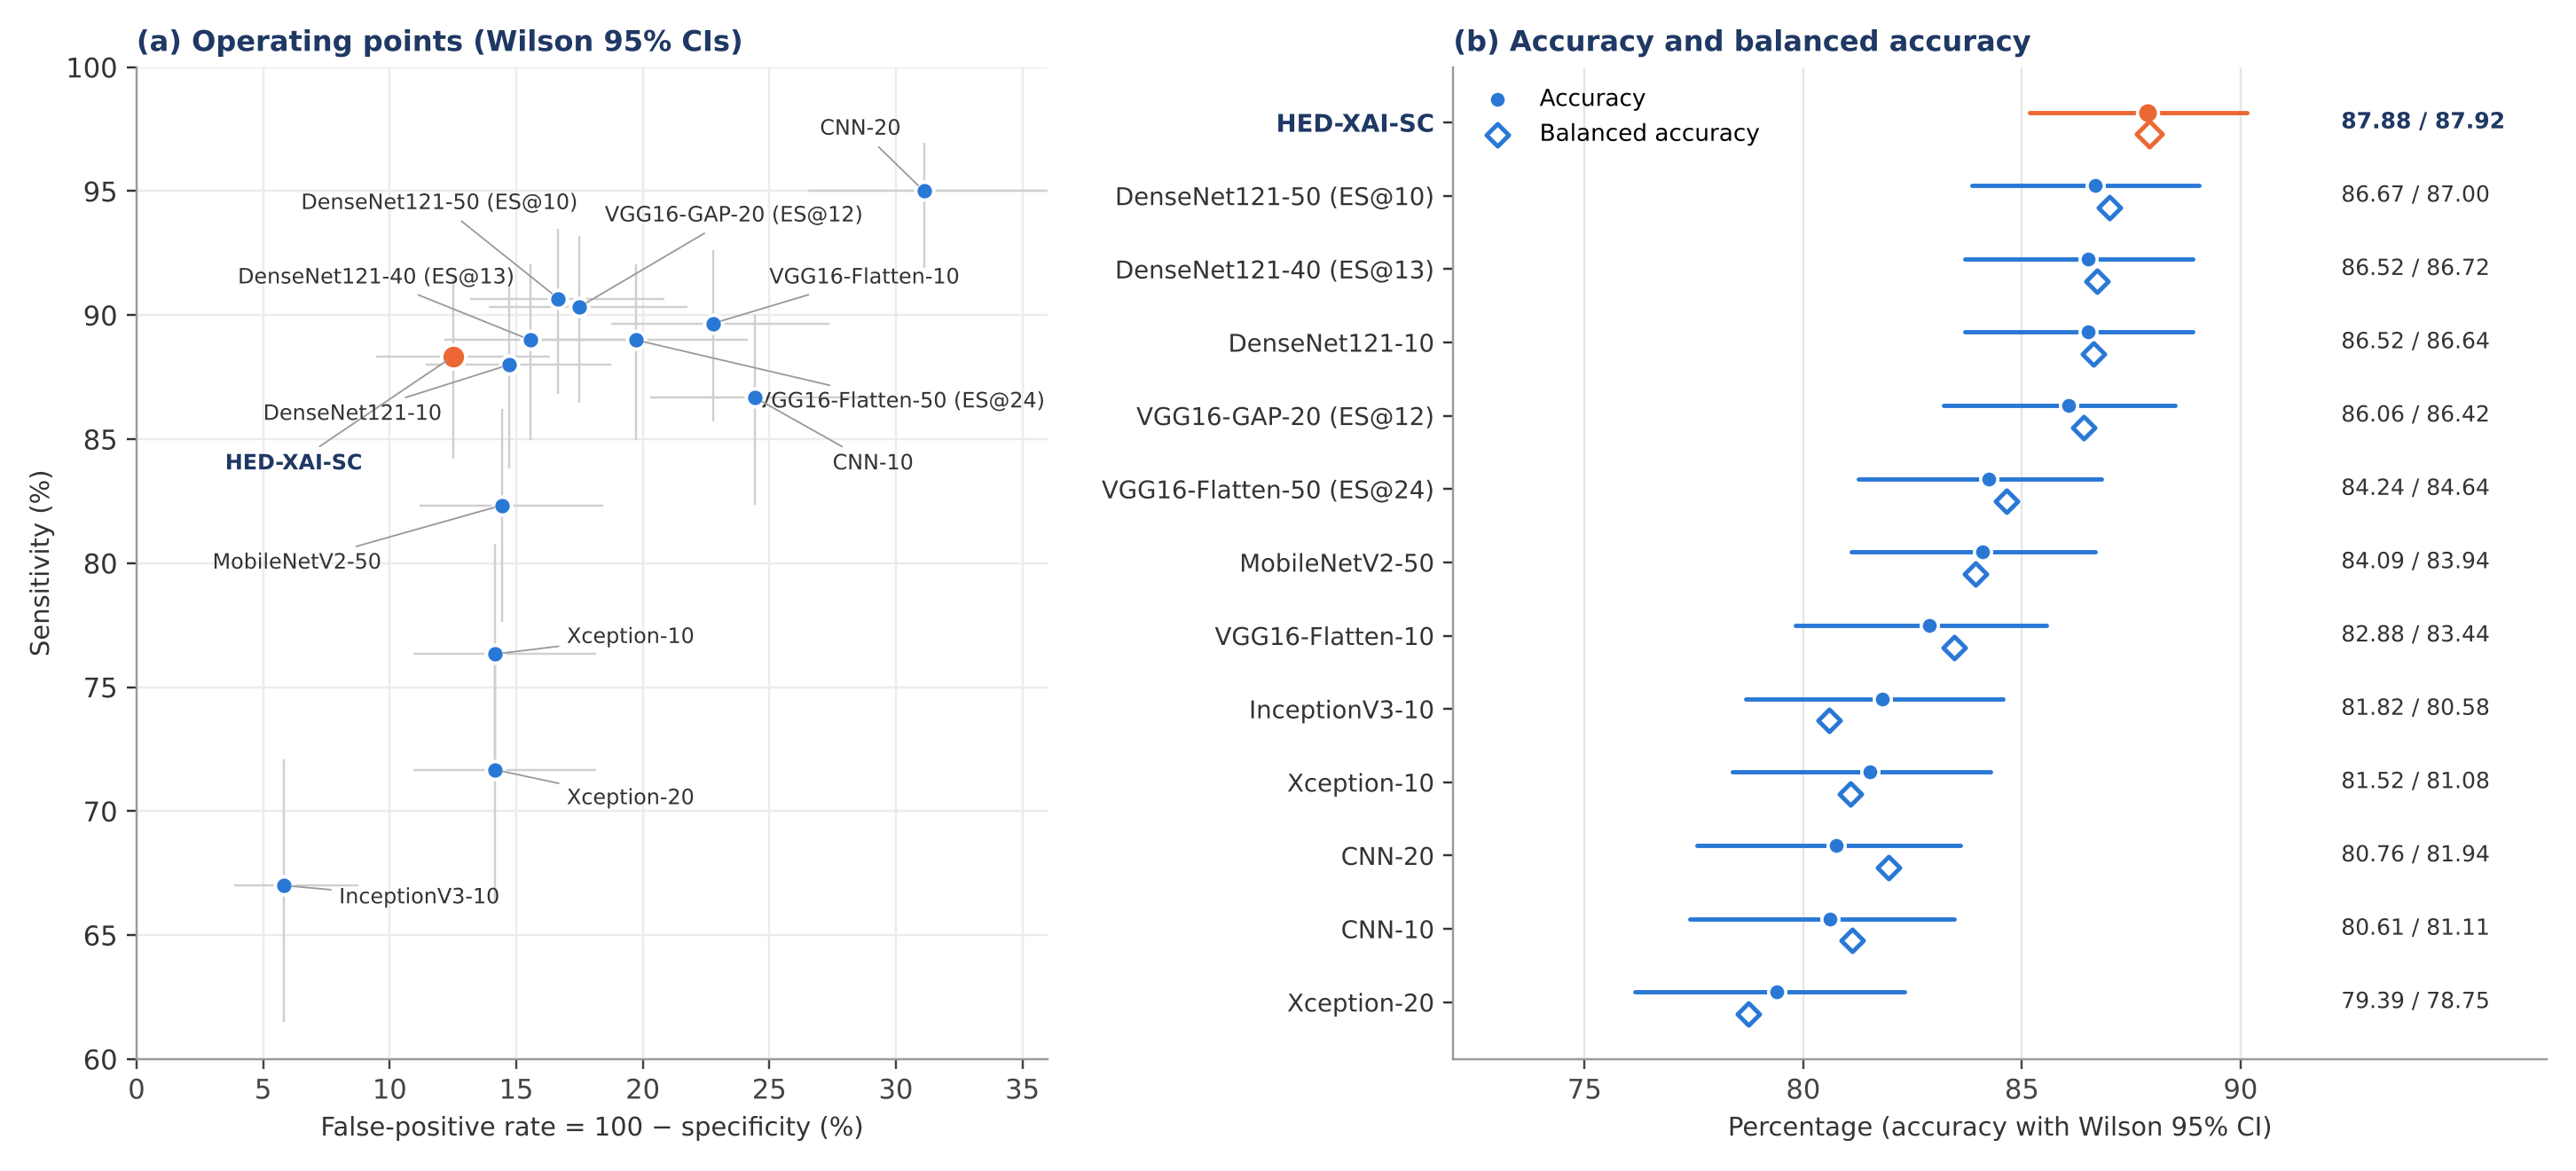 (a) Operating points (Wilson 95% CIs)
100
95
90
85
80
75
70
65
60
Sensitivity (%)
CNN-20
DenseNet121-50 (ES@10)
VGG16-GAP-20 (ES@12)
DenseNet121-40 (ES@13)
VGG16-Flatten-10
DenseNet121-10
VGG16-Flatten-50 (ES@24)
HED-XAI-SC
CNN-10
MobileNetV2-50
Xception-10
Xception-20
InceptionV3-10
0 5 10 15 20 25 30 35
False-positive rate = 100 − specificity (%)
(b) Accuracy and balanced accuracy
Accuracy
Balanced accuracy
HED-XAI-SC 87.88 / 87.92
DenseNet121-50 (ES@10) 86.67 / 87.00
DenseNet121-40 (ES@13) 86.52 / 86.72
DenseNet121-10 86.52 / 86.64
VGG16-GAP-20 (ES@12) 86.06 / 86.42
VGG16-Flatten-50 (ES@24) 84.24 / 84.64
MobileNetV2-50 84.09 / 83.94
VGG16-Flatten-10 82.88 / 83.44
InceptionV3-10 81.82 / 80.58
Xception-10 81.52 / 81.08
CNN-20 80.76 / 81.94
CNN-10 80.61 / 81.11
Xception-20 79.39 / 78.75
75 80 85 90
Percentage (accuracy with Wilson 95% CI)